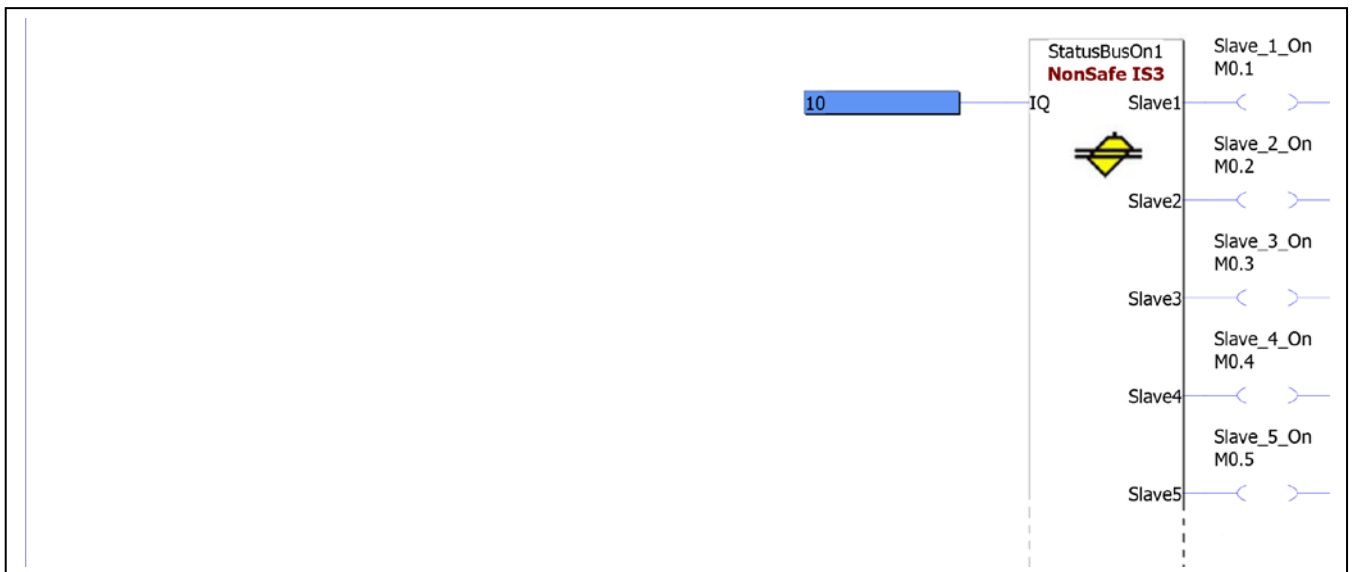 StatusBusOn1
NonSafe IS3
Slave_1_On
M0.1
10
IQ
Slave1
Slave_2_On
M0.2
Slave2
Slave_3_On
M0.3
Slave3
Slave_4_On
M0.4
Slave4
Slave_5_On
M0.5
Slave5